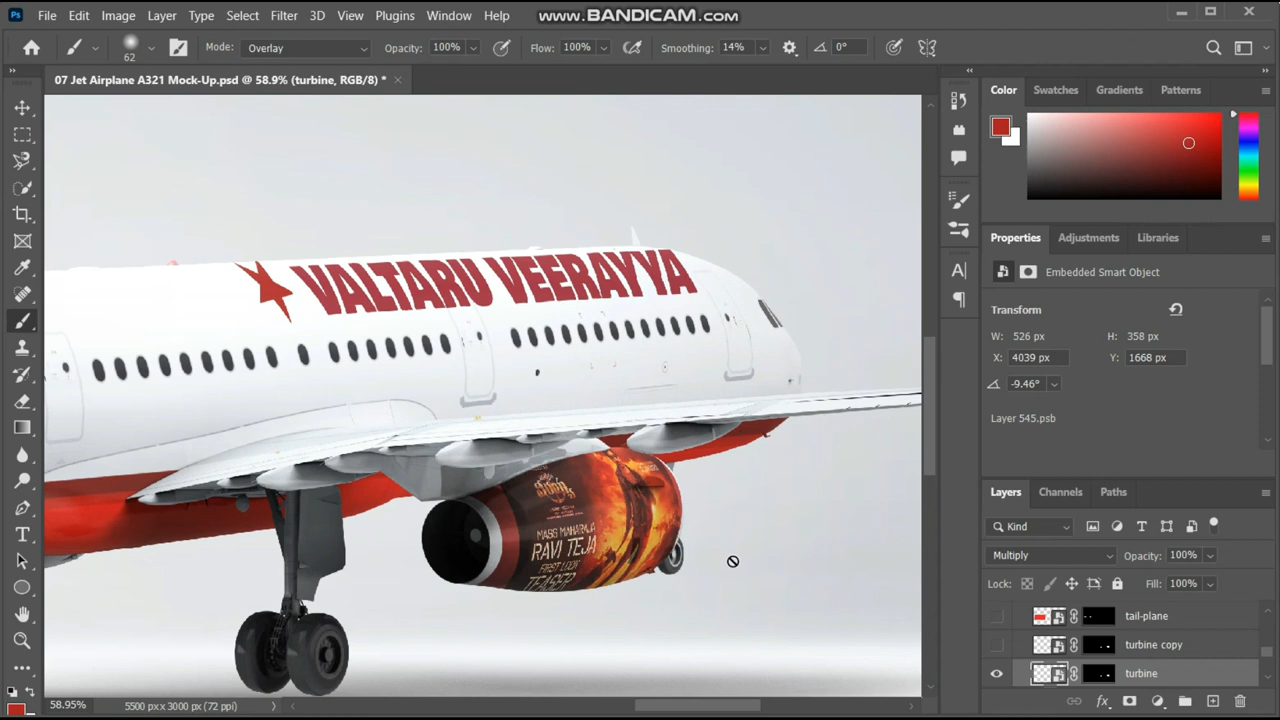 www.BANDICAM.com
Ps File Edit Image Layer Type Select Filter 3D View Plugins Window Help
62 Mode: Overlay Opacity: 100% Flow: 100% Smoothing: 14% 0°
07 Jet Airplane A321 Mock-Up.psd @ 58.9% (turbine, RGB/8) *
Color Swatches Gradients Patterns
VALTARU VEERAYYA
MASS MAHARAJA
RAVI TEJA
FIRST LOOK
TEASER
Properties Adjustments Libraries
Embedded Smart Object
Transform
W: 526 px H: 358 px
X: 4039 px Y: 1668 px
-9.46°
Layer 545.psb
Layers Channels Paths
Kind
Multiply Opacity: 100%
Lock: Fill: 100%
tail-plane
turbine copy
turbine
58.95% 5500 px x 3000 px (72 ppi)